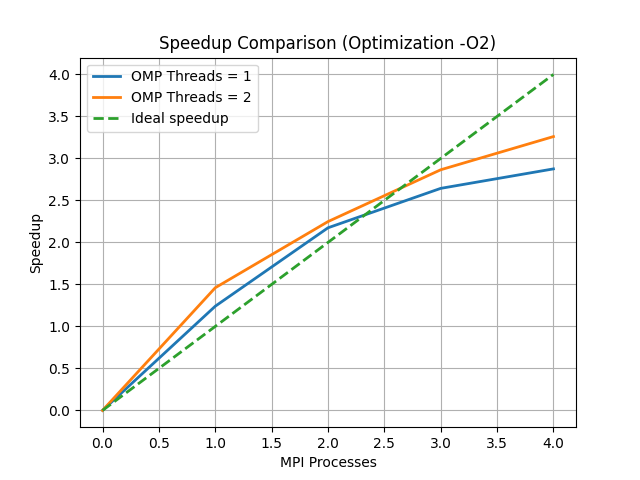 Speedup Comparison (Optimization -O2)
OMP Threads = 1
OMP Threads = 2
Ideal speedup
Speedup
4.0
3.5
3.0
2.5
2.0
1.5
1.0
0.5
0.0
0.0 0.5 1.0 1.5 2.0 2.5 3.0 3.5 4.0
MPI Processes